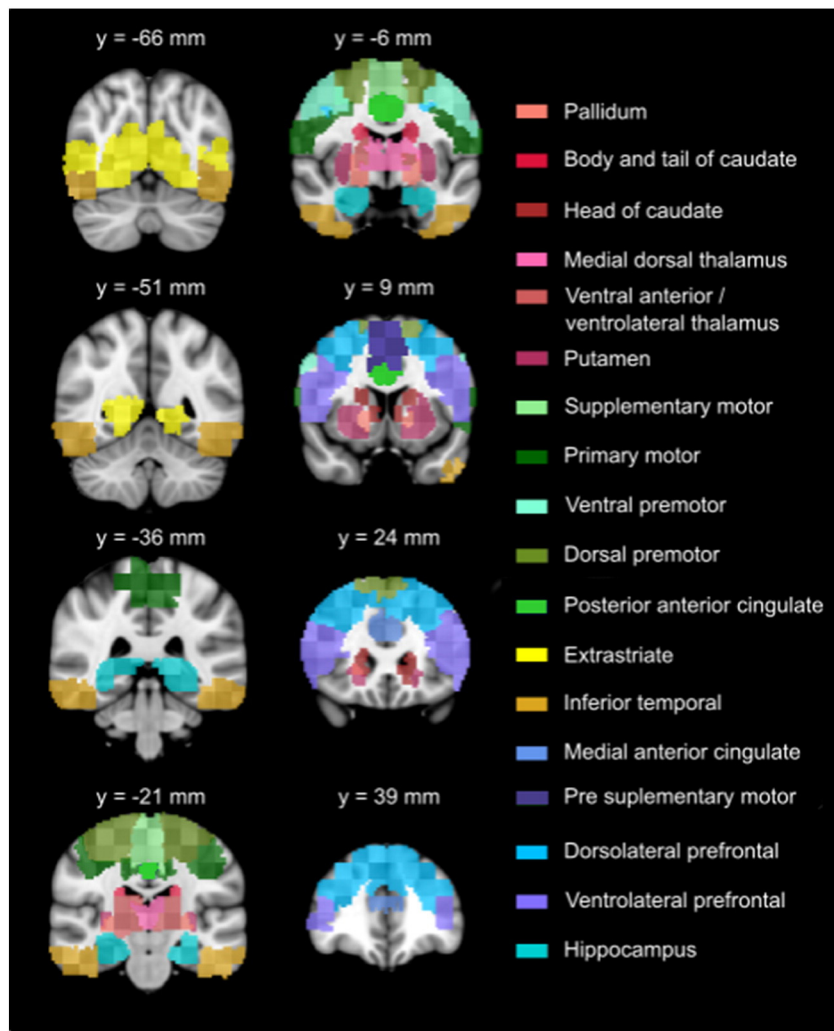 y = -66 mm
y = -6 mm
y = -51 mm
y = 9 mm
y = -36 mm
y = 24 mm
y = -21 mm
y = 39 mm
Pallidum
Body and tail of caudate
Head of caudate
Medial dorsal thalamus
Ventral anterior /
ventrolateral thalamus
Putamen
Supplementary motor
Primary motor
Ventral premotor
Dorsal premotor
Posterior anterior cingulate
Extrastriate
Inferior temporal
Medial anterior cingulate
Pre suplementary motor
Dorsolateral prefrontal
Ventrolateral prefrontal
Hippocampus